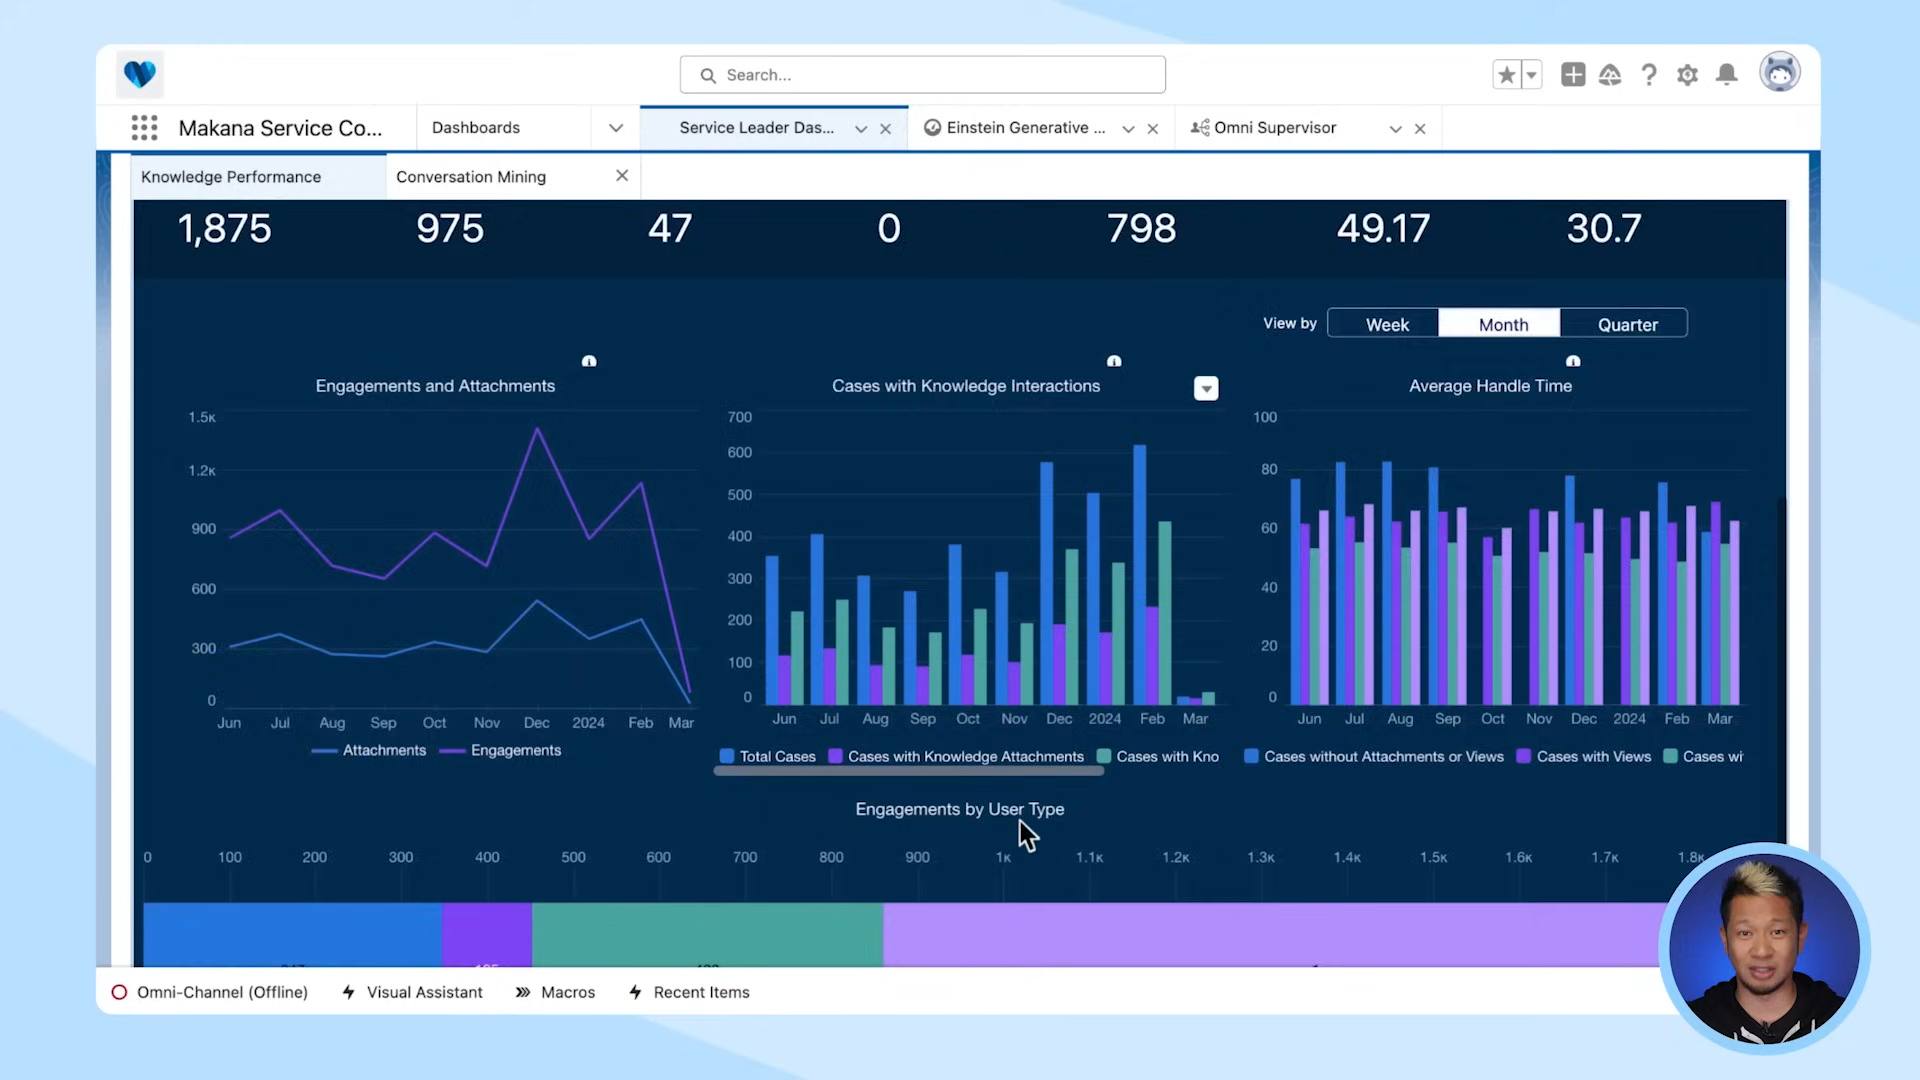 Search...
Makana Service Co...
Dashboards
Service Leader Das...
Einstein Generative ...
Omni Supervisor
Knowledge Performance
Conversation Mining
1,875 975 47 0 798 49.17 30.7
View by Week Month Quarter
Engagements and Attachments
1.5K
1.2K
900
600
300
0
Jun Jul Aug Sep Oct Nov Dec 2024 Feb Mar
Attachments Engagements
Cases with Knowledge Interactions
700
600
500
400
300
200
100
0
Jun Jul Aug Sep Oct Nov Dec 2024 Feb Mar
Total Cases Cases with Knowledge Attachments Cases with Kno
Average Handle Time
100
80
60
40
20
0
Jun Jul Aug Sep Oct Nov Dec 2024 Feb Mar
Cases without Attachments or Views Cases with Views Cases wi
Engagements by User Type
0 100 200 300 400 500 600 700 800 900 1K 1.1K 1.2K 1.3K 1.4K 1.5K 1.6K 1.7K 1.8K
Omni-Channel (Offline) Visual Assistant Macros Recent Items